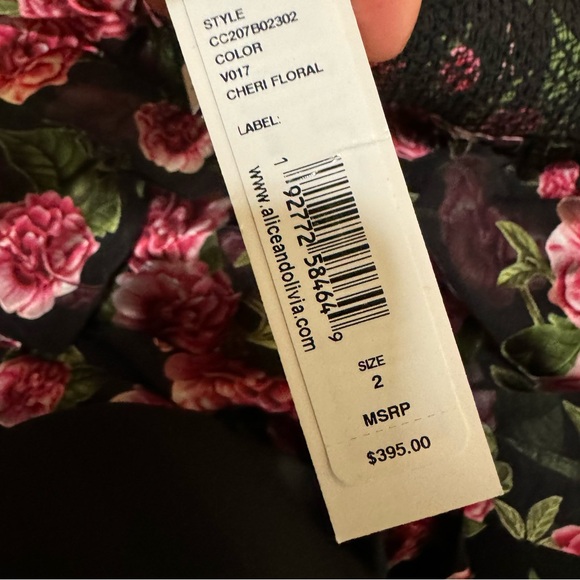 STYLE
CC207B02302
COLOR
V017
CHERI FLORAL
LABEL:
1 92772 58464 9
www.aliceandolivia.com
SIZE
2
MSRP
$395.00